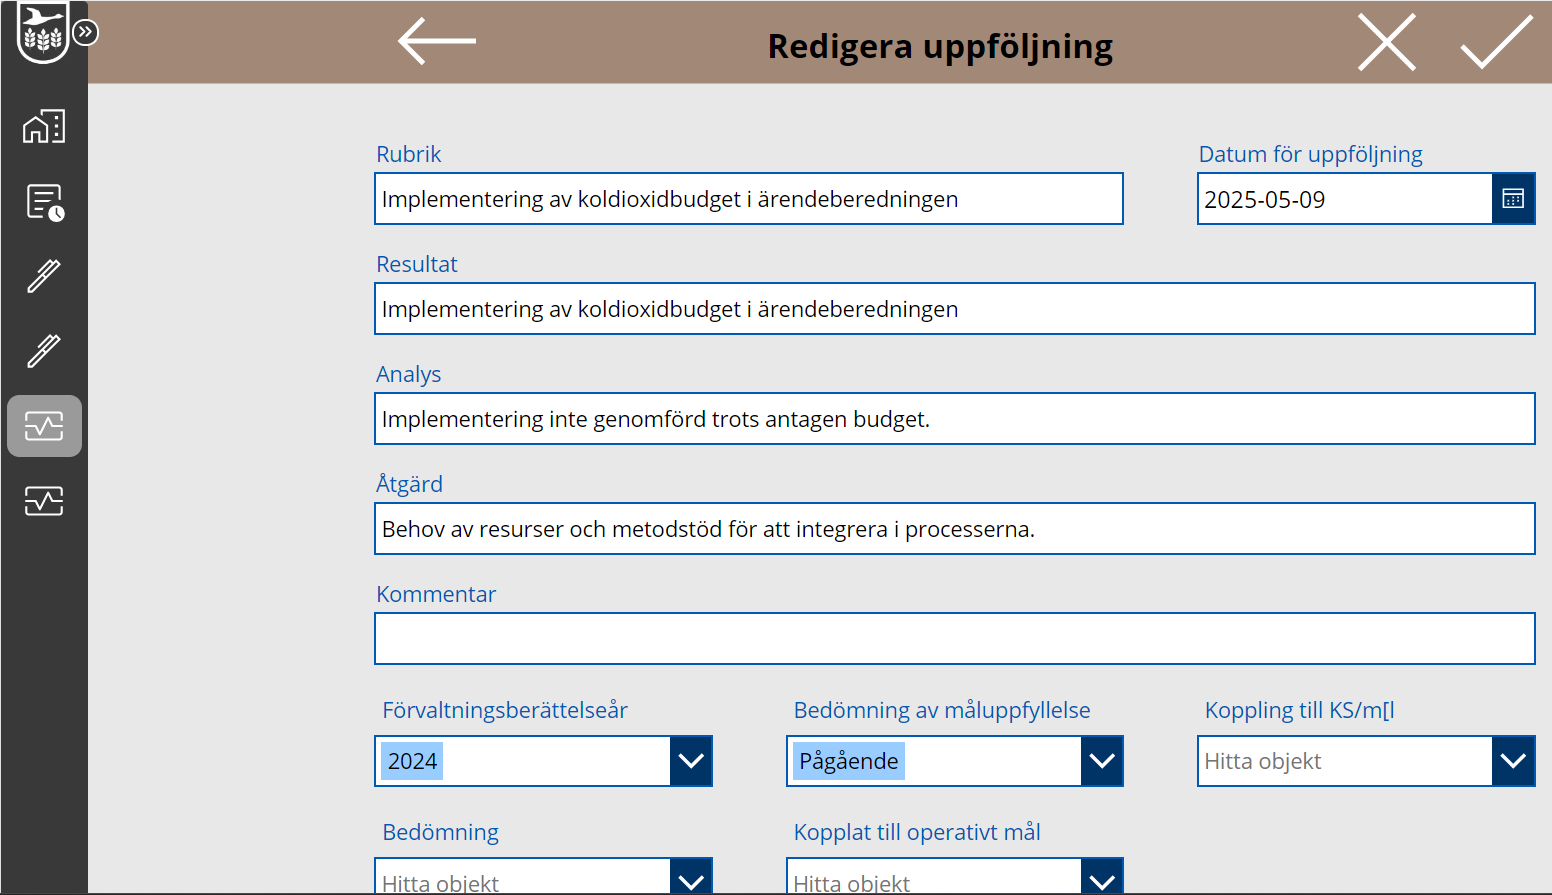 Redigera uppföljning
Rubrik
Datum för uppföljning
Implementering av koldioxidbudget i ärendeberedningen
2025-05-09
Resultat
Implementering av koldioxidbudget i ärendeberedningen
Analys
Implementering inte genomförd trots antagen budget.
Åtgärd
Behov av resurser och metodstöd för att integrera i processerna.
Kommentar
Förvaltningsberättelseår
Bedömning av måluppfyllelse
Koppling till KS/m[l
2024
Pågående
Hitta objekt
Bedömning
Kopplat till operativt mål
Hitta objekt
Hitta objekt